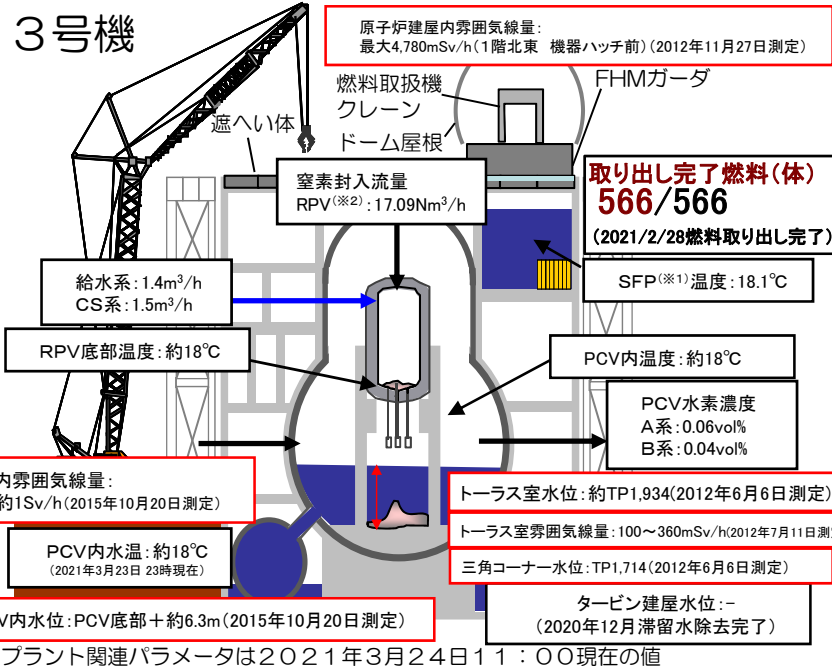 3号機
原子炉建屋内雰囲気線量:
最大4,780mSv/h(1階北東 機器ハッチ前)(2012年11月27日測定)
燃料取扱機
クレーン
FHMガーダ
遮へい体
ドーム屋根
窒素封入流量
RPV(※2):17.09Nm³/h
取り出し完了燃料(体)
566/566
(2021/2/28燃料取り出し完了)
給水系:1.4m³/h
CS系:1.5m³/h
SFP(※1)温度:18.1℃
RPV底部温度:約18℃
PCV内温度:約18℃
PCV水素濃度
A系:0.06vol%
B系:0.04vol%
内雰囲気線量:
約1Sv/h(2015年10月20日測定)
トーラス室水位:約TP1,934(2012年6月6日測定)
トーラス室雰囲気線量:100~360mSv/h(2012年7月11日測
PCV内水温:約18℃
(2021年3月23日 23時現在)
三角コーナー水位:TP1,714(2012年6月6日測定)
V内水位:PCV底部+約6.3m(2015年10月20日測定)
タービン建屋水位:-
(2020年12月滞留水除去完了)
プラント関連パラメータは2021年3月24日11:00現在の値